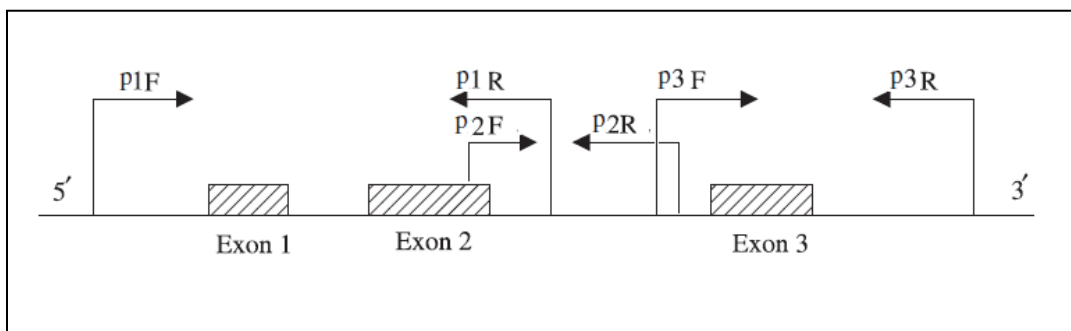 p1F p1 R p3 F p3R
p2F p2R
5′ 3′
Exon 1 Exon 2 Exon 3